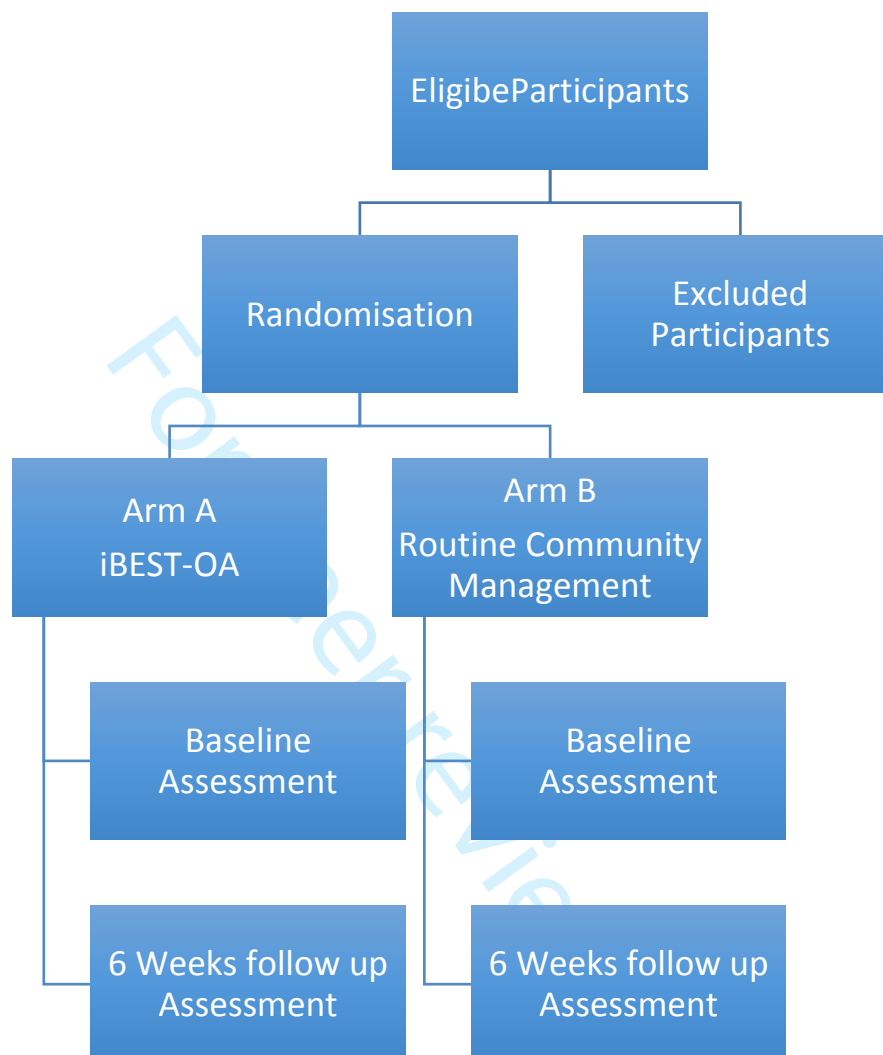 EligibeParticipants
Randomisation
Excluded
Participants
Arm A
iBEST-OA
Arm B
Routine Community
Management
Baseline
Assessment
Baseline
Assessment
6 Weeks follow up
Assessment
6 Weeks follow up
Assessment